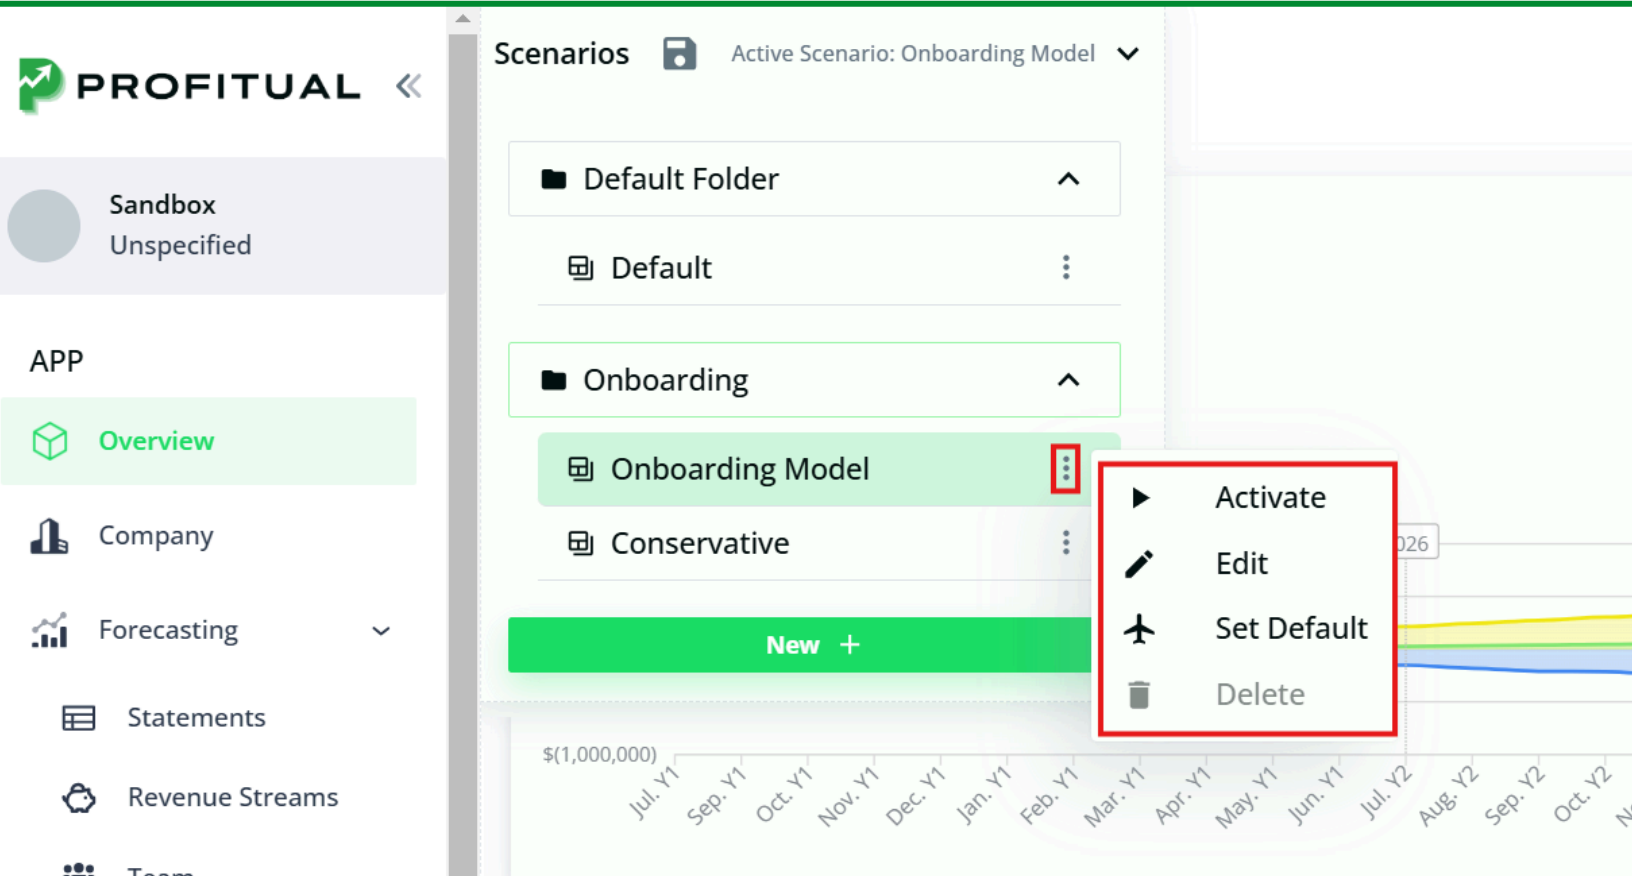 PROFITUAL
Sandbox
Unspecified
APP
Overview
Company
Forecasting
Statements
Revenue Streams
Team
Scenarios
Active Scenario: Onboarding Model
Default Folder
Default
Onboarding
Onboarding Model
Conservative
New +
Activate
Edit
Set Default
Delete
026
$(1,000,000)
Jul. Y1
Sep. Y1
Oct. Y1
Nov. Y1
Dec. Y1
Jan. Y1
Feb. Y1
Mar. Y1
Apr. Y1
May. Y1
Jun. Y1
Jul. Y2
Aug. Y2
Sep. Y2
Oct. Y2